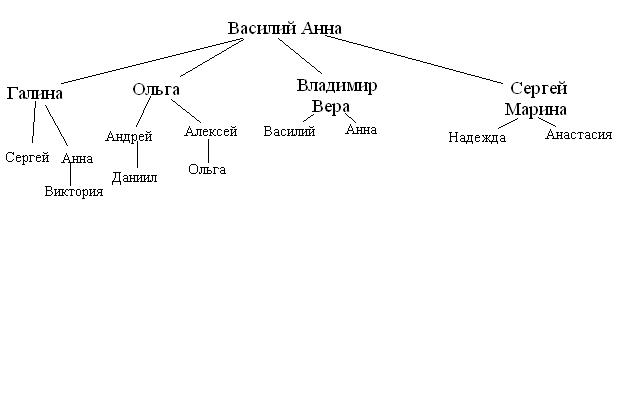 Василий Анна
Галина
Ольга
Владимир
Вера
Сергей
Марина
Сергей
Анна
Виктория
Андрей
Даниил
Алексей
Ольга
Василий
Анна
Надежда
Анастасия